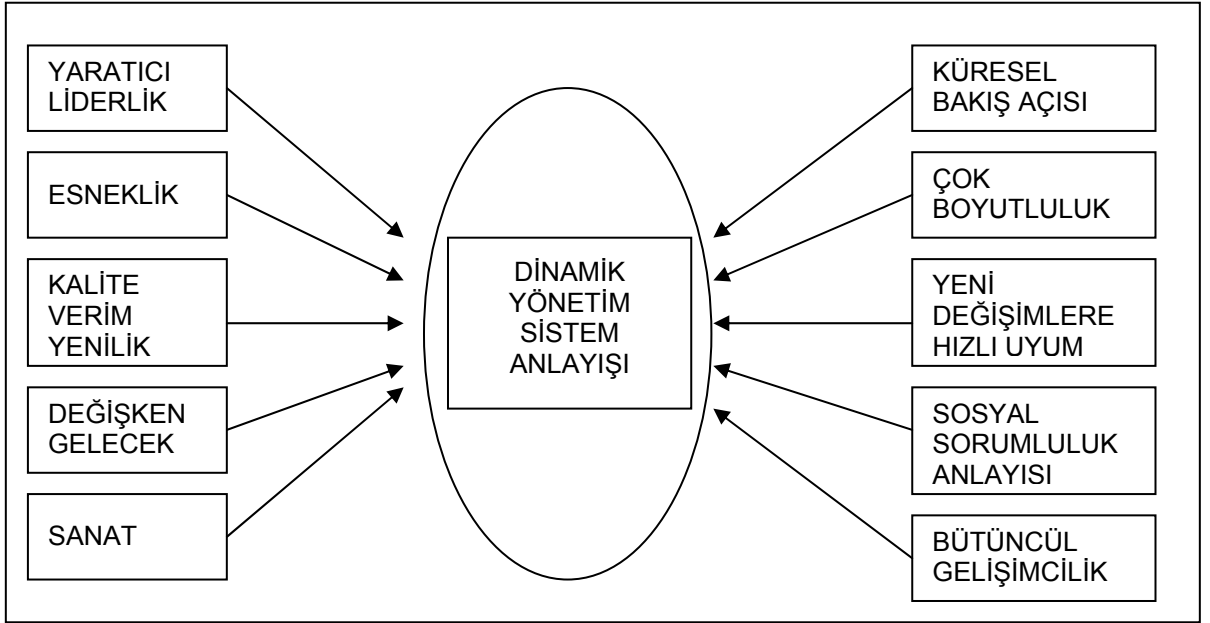 YARATICI
LİDERLİK
ESNEKLİK
KALİTE
VERİM
YENİLİK
DEĞİŞKEN
GELECEK
SANAT
DİNAMİK
YÖNETİM
SİSTEM
ANLAYIŞI
KÜRESEL
BAKIŞ AÇISI
ÇOK
BOYUTLULUK
YENİ
DEĞİŞİMLERE
HIZLI UYUM
SOSYAL
SORUMLULUK
ANLAYISI
BÜTÜNCÜL
GELİŞİMCİLİK